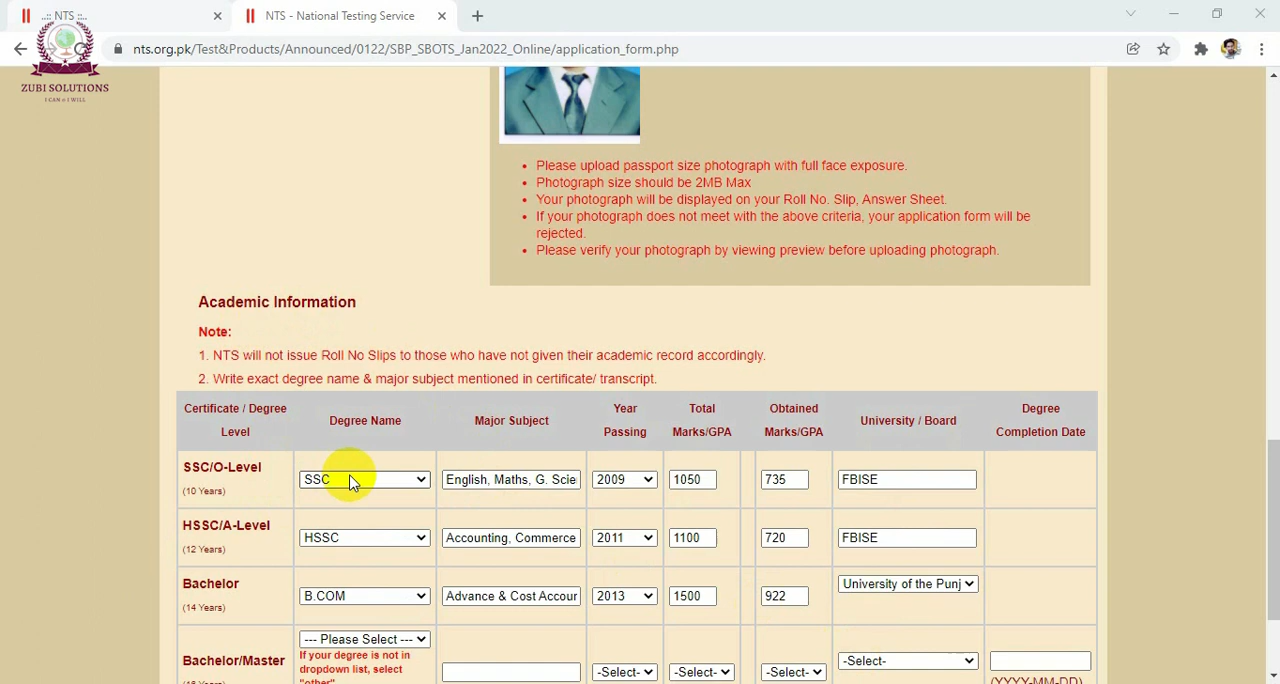 .:: NTS ::.
NTS - National Testing Service
nts.org.pk/Test&Products/Announced/0122/SBP_SBOTS_Jan2022_Online/application_form.php
ZUBI SOLUTIONS
I CAN & I WILL
Please upload passport size photograph with full face exposure.
Photograph size should be 2MB Max
Your photograph will be displayed on your Roll No. Slip, Answer Sheet.
If your photograph does not meet with the above criteria, your application form will be
rejected.
Please verify your photograph by viewing preview before uploading photograph.
Academic Information
Note:
1. NTS will not issue Roll No Slips to those who have not given their academic record accordingly.
2. Write exact degree name & major subject mentioned in certificate/ transcript.
Certificate / Degree Level Degree Name Major Subject Year Passing Total Marks/GPA Obtained Marks/GPA University / Board Degree Completion Date
SSC/O-Level SSC English, Maths, G. Scie 2009 1050 735 FBISE
(10 Years)
HSSC/A-Level HSSC Accounting, Commerce 2011 1100 720 FBISE
(12 Years)
Bachelor B.COM Advance & Cost Accour 2013 1500 922 University of the Punj
(14 Years)
--- Please Select ---
If your degree is not in
dropdown list, select
"other"
Bachelor/Master -Select- -Select- -Select- -Select-
(YYYY-MM-DD)